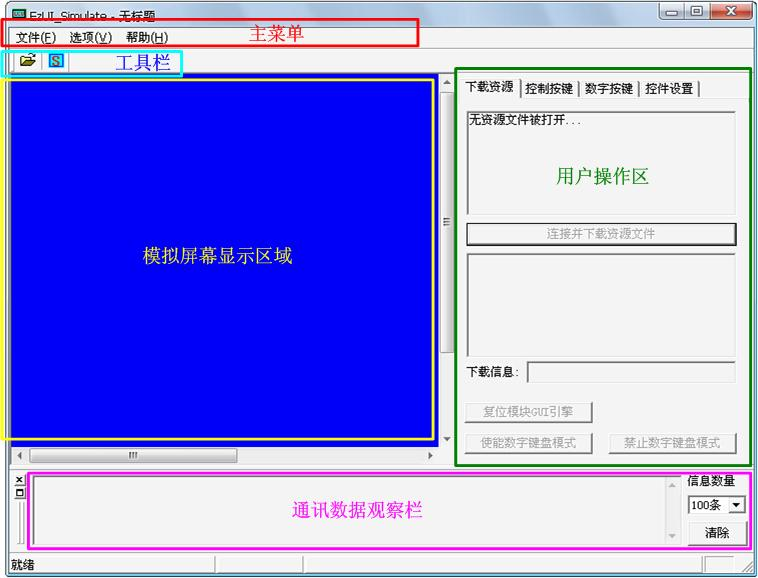 EzUI_Simulate - 无标题
文件(F) 选项(V) 帮助(H)
主菜单
S 工具栏
下载资源 控制按键 数字按键 控件设置
无资源文件被打开...
用户操作区
连接并下载资源文件
模拟屏幕显示区域
下载信息:
复位模块GUI引擎
使能数字键盘模式 禁止数字键盘模式
通讯数据观察栏
信息数量
100条
清除
就绪